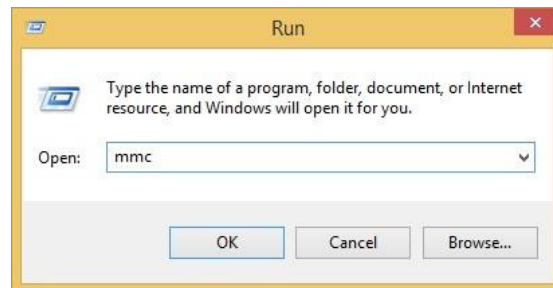 Run
Type the name of a program, folder, document, or Internet
resource, and Windows will open it for you.
Open: mmc
OK Cancel Browse...